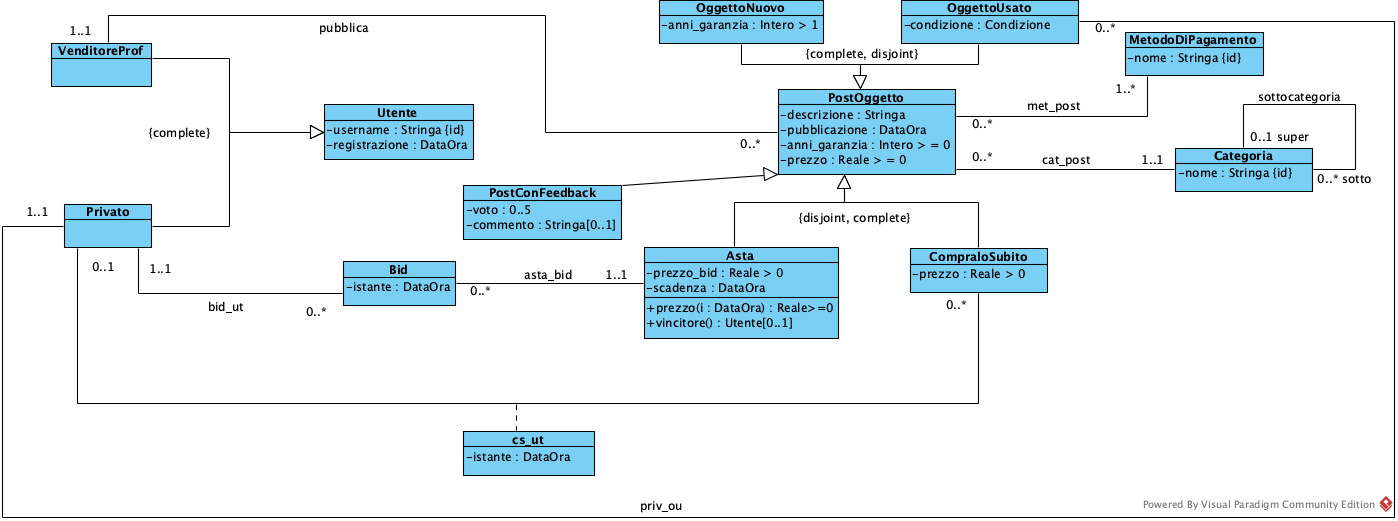 OggettoNuovo
-anni_garanzia : Intero > 1
OggettoUsato
-condizione : Condizione
1..1
pubblica
0..*
MetodoDiPagamento
-nome : Stringa {id}
VenditoreProf
{complete, disjoint}
1..*
sottocategoria
PostOggetto
-descrizione : Stringa
-pubblicazione : DataOra
-anni_garanzia : Intero > = 0
-prezzo : Reale > = 0
met_post
0..*
Utente
-username : Stringa {id}
-registrazione : DataOra
{complete}
0..*
0..1 super
0..*
cat_post
1..1
Categoria
-nome : Stringa {id}
0..* sotto
PostConFeedback
-voto : 0..5
-commento : Stringa[0..1]
1..1
Privato
{disjoint, complete}
0..1
1..1
Bid
-istante : DataOra
asta_bid
1..1
0..*
Asta
-prezzo_bid : Reale > 0
-scadenza : DataOra
+prezzo(i : DataOra) : Reale>=0
+vincitore() : Utente[0..1]
CompraloSubito
-prezzo : Reale > 0
0..*
bid_ut
0..*
cs_ut
-istante : DataOra
priv_ou
Powered By Visual Paradigm Community Edition